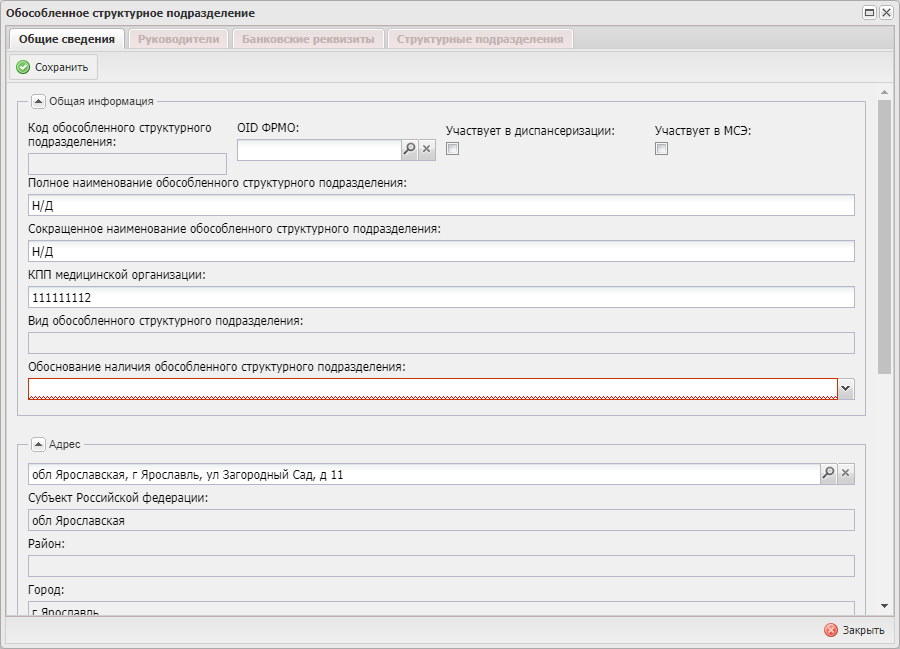 Обособленное структурное подразделение
Общие сведения Руководители Банковские реквизиты Структурные подразделения
Сохранить
Общая информация
Код обособленного структурного подразделения:
OID ФРМО:
Участвует в диспансеризации:
Участвует в МСЭ:
Полное наименование обособленного структурного подразделения:
Н/Д
Сокращенное наименование обособленного структурного подразделения:
Н/Д
КПП медицинской организации:
111111112
Вид обособленного структурного подразделения:
Обоснование наличия обособленного структурного подразделения:
Адрес
обл Ярославская, г Ярославль, ул Загородный Сад, д 11
Субъект Российской федерации:
обл Ярославская
Район:
Город:
г Ярославль
Закрыть